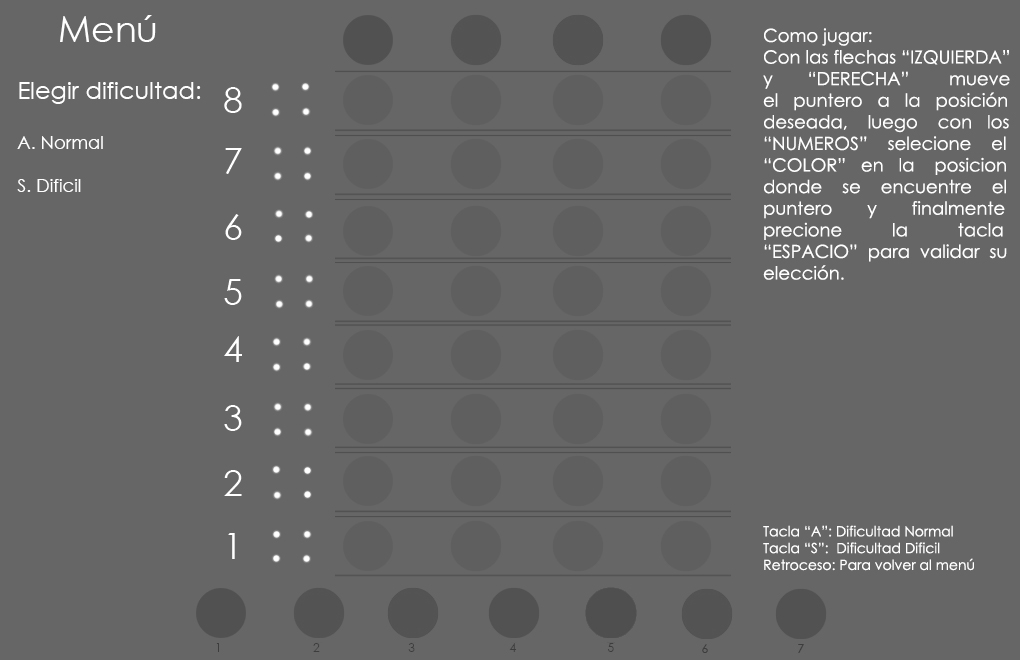 Menú
Elegir dificultad:
A. Normal
S. Dificil
8
7
6
5
4
3
2
1
Como jugar:
Con las flechas “IZQUIERDA”
y “DERECHA” mueve
el puntero a la posición
deseada, luego con los
“NUMEROS” selecione el
“COLOR” en la posicion
donde se encuentre el
puntero y finalmente
precione la tacla
“ESPACIO” para validar su
elección.
Tacla “A”: Dificultad Normal
Tacla “S”: Dificultad Dificil
Retroceso: Para volver al menú
1 2 3 4 5 6 7